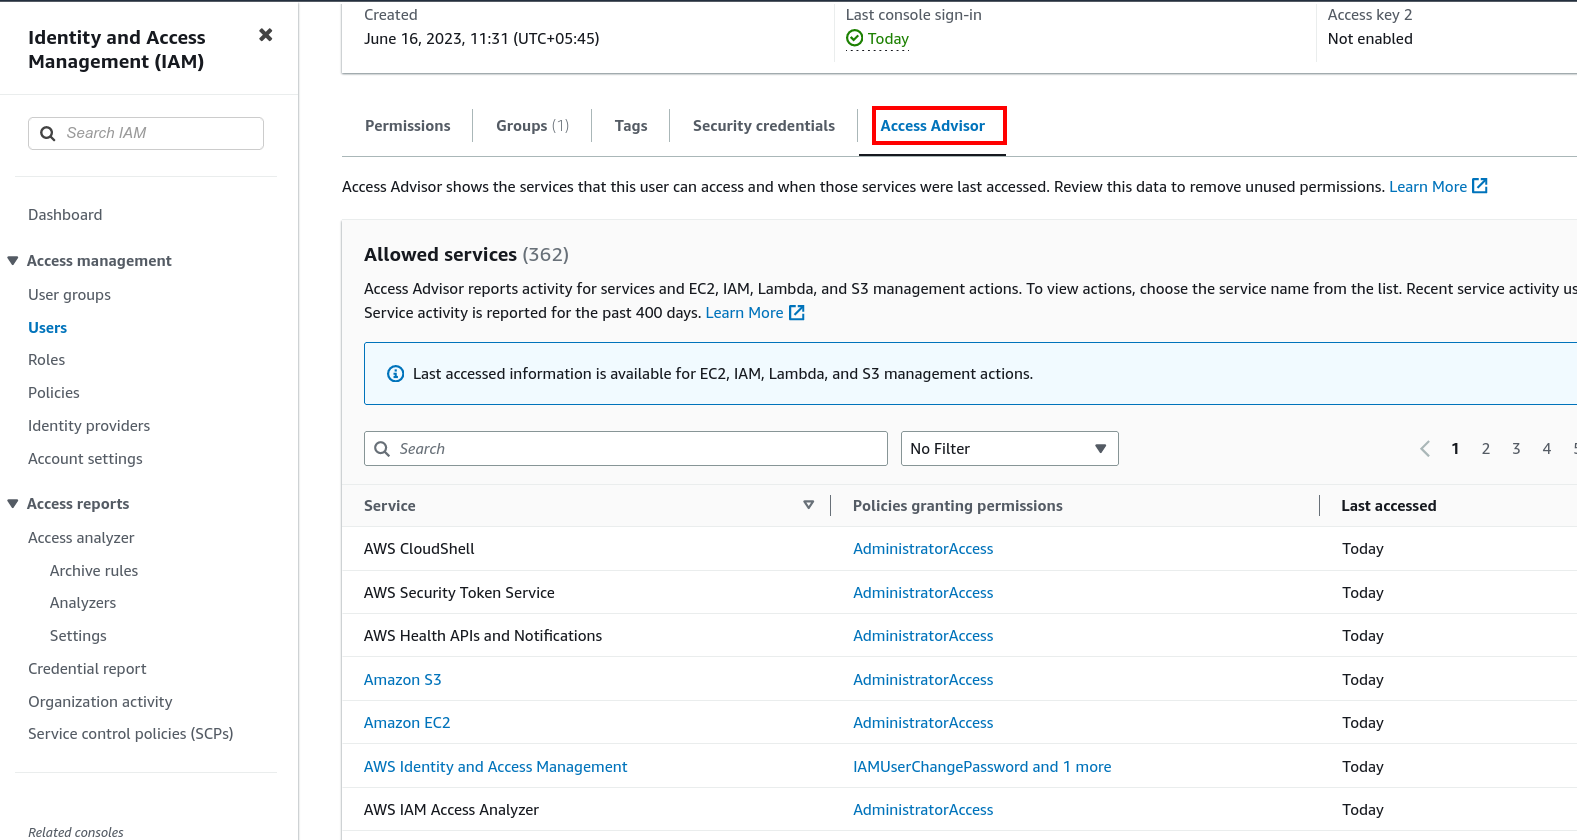 Identity and Access
Management (IAM)
Search IAM
Dashboard
Access management
User groups
Users
Roles
Policies
Identity providers
Account settings
Access reports
Access analyzer
Archive rules
Analyzers
Settings
Credential report
Organization activity
Service control policies (SCPs)
Related consoles
Created
June 16, 2023, 11:31 (UTC+05:45)
Last console sign-in
Today
Access key 2
Not enabled
Permissions Groups (1) Tags Security credentials Access Advisor
Access Advisor shows the services that this user can access and when those services were last accessed. Review this data to remove unused permissions. Learn More
Allowed services (362)
Access Advisor reports activity for services and EC2, IAM, Lambda, and S3 management actions. To view actions, choose the service name from the list. Recent service activity us
Service activity is reported for the past 400 days. Learn More
Last accessed information is available for EC2, IAM, Lambda, and S3 management actions.
Search No Filter 1 2 3 4
Service Policies granting permissions Last accessed
AWS CloudShell AdministratorAccess Today
AWS Security Token Service AdministratorAccess Today
AWS Health APIs and Notifications AdministratorAccess Today
Amazon S3 AdministratorAccess Today
Amazon EC2 AdministratorAccess Today
AWS Identity and Access Management IAMUserChangePassword and 1 more Today
AWS IAM Access Analyzer AdministratorAccess Today